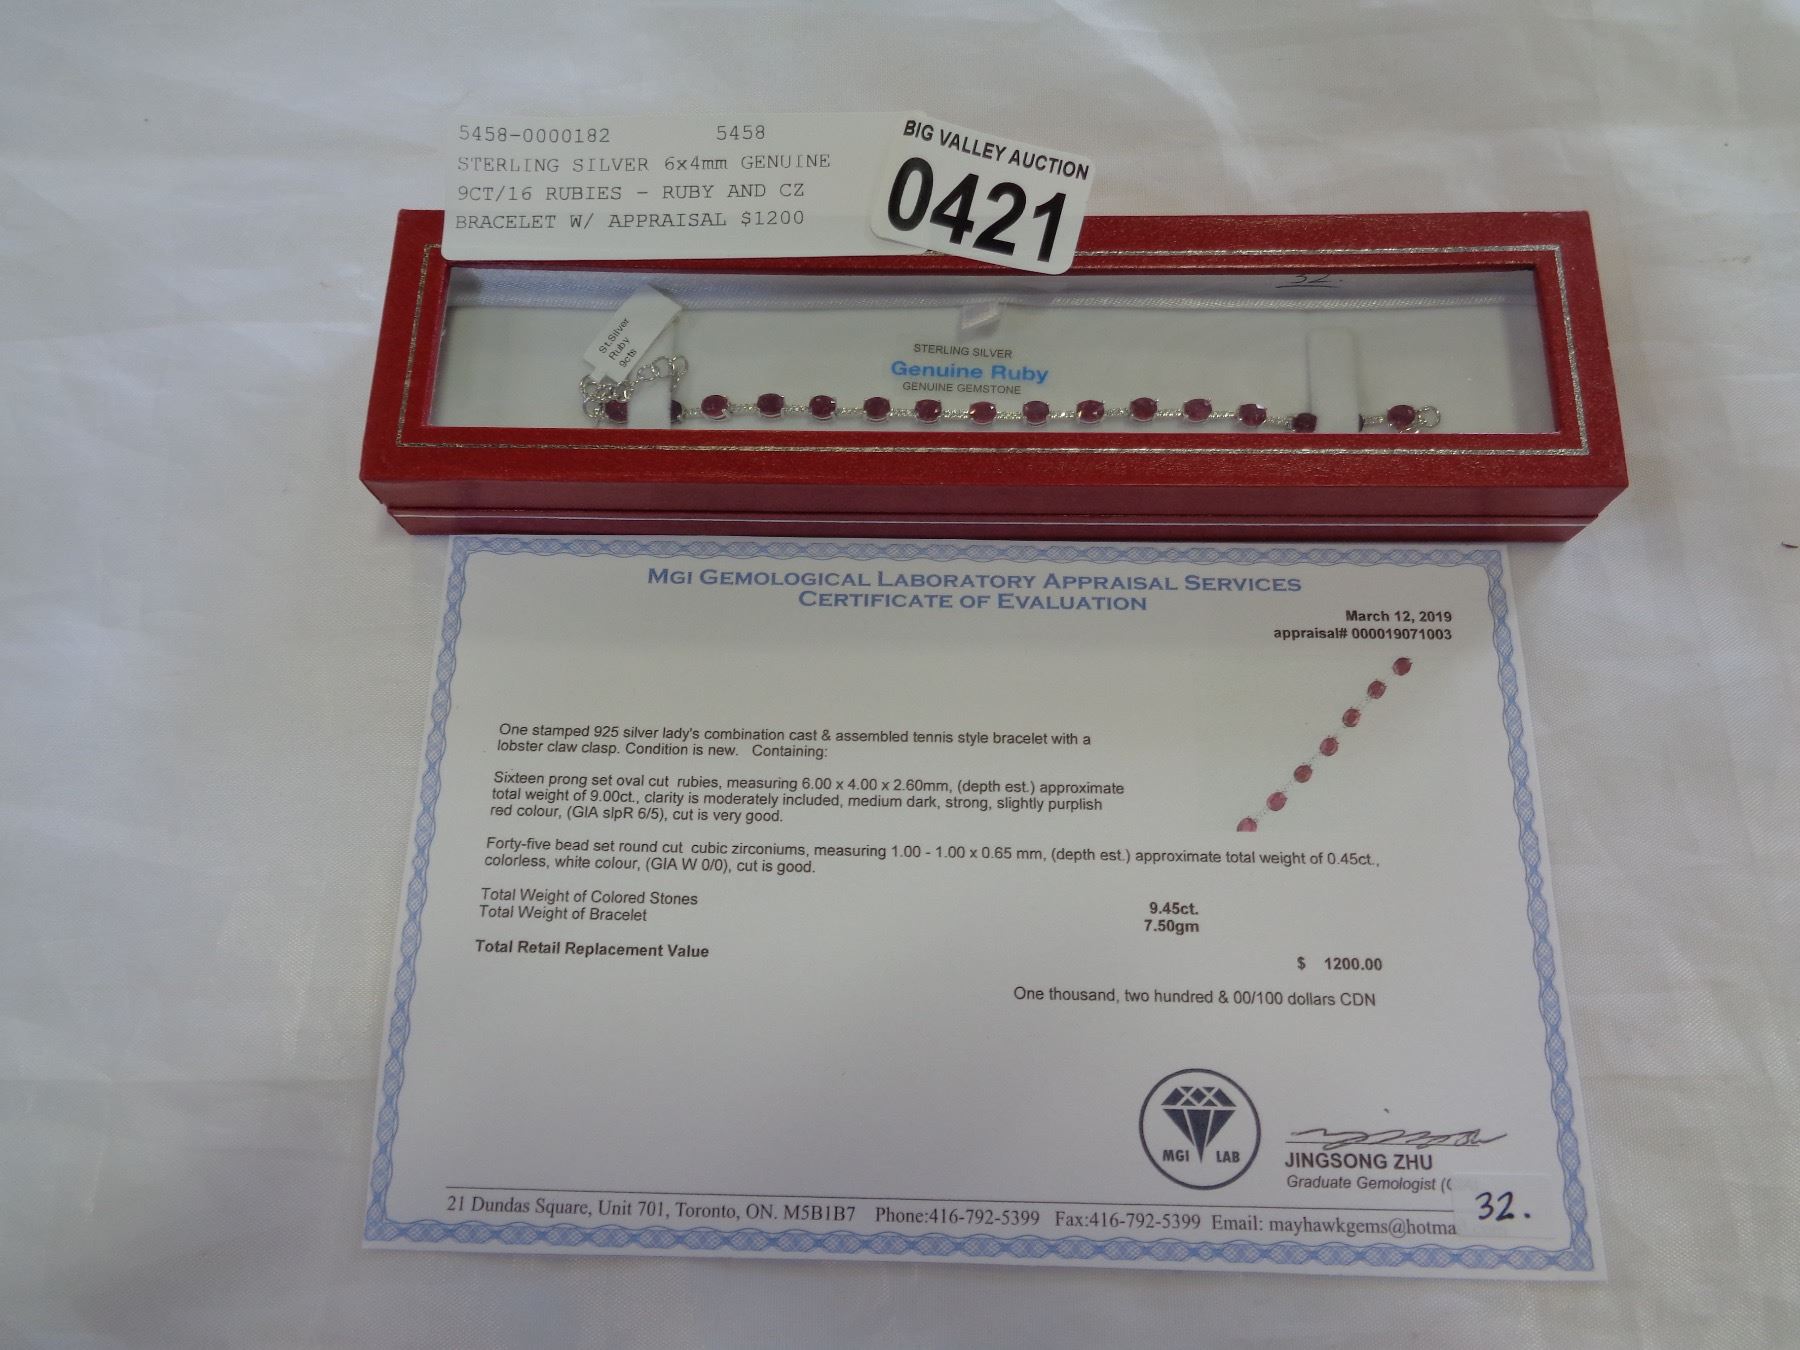 5458-0000182 5458
STERLING SILVER 6x4mm GENUINE
9CT/16 RUBIES - RUBY AND CZ
BRACELET W/ APPRAISAL $1200
BIG VALLEY AUCTION
0421
32.
St.Silver
Ruby
9cts
STERLING SILVER
Genuine Ruby
GENUINE GEMSTONE
MGI GEMOLOGICAL LABORATORY APPRAISAL SERVICES
CERTIFICATE OF EVALUATION
March 12, 2019
appraisal# 000019071003
One stamped 925 silver lady's combination cast & assembled tennis style bracelet with a
lobster claw clasp. Condition is new. Containing:
Sixteen prong set oval cut rubies, measuring 6.00 x 4.00 x 2.60mm, (depth est.) approximate
total weight of 9.00ct., clarity is moderately included, medium dark, strong, slightly purplish
red colour, (GIA slpR 6/5), cut is very good.
Forty-five bead set round cut cubic zirconiums, measuring 1.00 - 1.00 x 0.65 mm, (depth est.) approximate total weight of 0.45ct.,
colorless, white colour, (GIA W 0/0), cut is good.
Total Weight of Colored Stones 9.45ct.
Total Weight of Bracelet 7.50gm
Total Retail Replacement Value $ 1200.00
One thousand, two hundred & 00/100 dollars CDN
MGI LAB
JINGSONG ZHU
Graduate Gemologist (
32.
21 Dundas Square, Unit 701, Toronto, ON. M5B1B7 Phone:416-792-5399 Fax:416-792-5399 Email: mayhawkgems@hotma